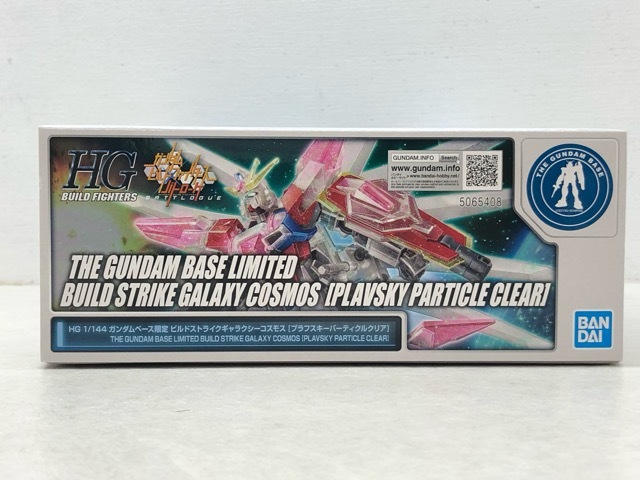 HG
BUILD FIGHTERS
BATTLOGUE
GUNDAM.INFO
Search
www.gundam.info
5065408
THE GUNDAM BASE
THE GUNDAM BASE LIMITED
BUILD STRIKE GALAXY COSMOS [PLAVSKY PARTICLE CLEAR]
HG 1/144 ガンダムベース限定 ビルドストライクギャラクシーコスモス [プラフスキーパーティクルクリア]
THE GUNDAM BASE LIMITED BUILD STRIKE GALAXY COSMOS [PLAVSKY PARTICLE CLEAR]
BAN
DAI